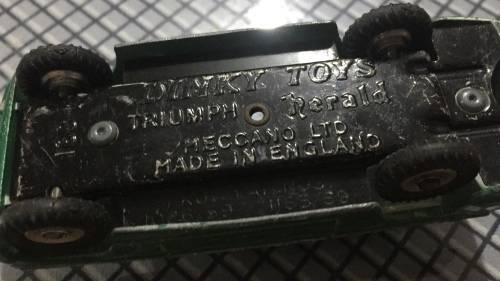 DINKY TOYS
TRIUMPH Herald
MECCANO LTD
MADE IN ENGLAND